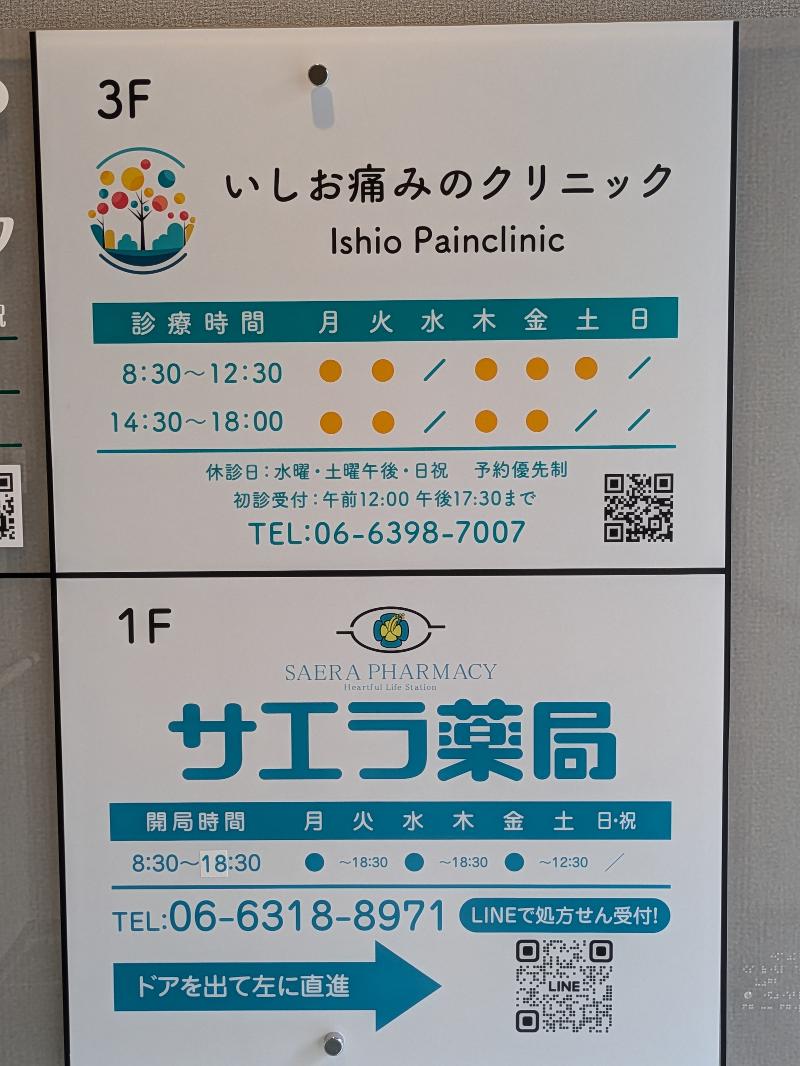 3F
いしお痛みのクリニック
Ishio Painclinic
診療時間 月 火 水 木 金 土 日
8:30〜12:30 ● ● ／ ● ● ● ／
14:30〜18:00 ● ● ／ ● ● ／ ／
休診日:水曜・土曜午後・日祝 予約優先制
初診受付:午前12:00 午後17:30まで
TEL:06-6398-7007
1F
SAERA PHARMACY
Heartful Life Station
サエラ薬局
開局時間 月 火 水 木 金 土 日・祝
8:30〜18:30 ● 〜18:30 ● 〜18:30 ● 〜12:30 ／
TEL:06-6318-8971 LINEで処方せん受付!
ドアを出て左に直進
LINE